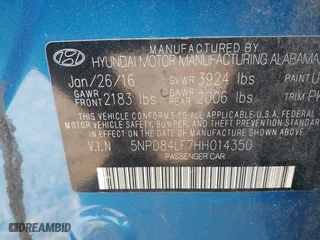 MANUFACTURED BY
HYUNDAI MOTOR MANUFACTURING ALABAMA
Jan/26/16 GVWR 3924 lbs PAINT U
GAWR FRONT 2183 lbs GAWR REAR 2006 lbs TRIM PK
THIS VEHICLE CONFORMS TO ALL APPLICABLE U.S.A. FEDERAL
MOTOR VEHICLE SAFETY, BUMPER, AND THEFT PREVENTION STANDARDS
IN EFFECT ON THE DATE OF MANUFACTURE SHOWN ABOVE.
V.I.N 5NPD84LF7HH014350
PASSENGER CAR
DREAMBID